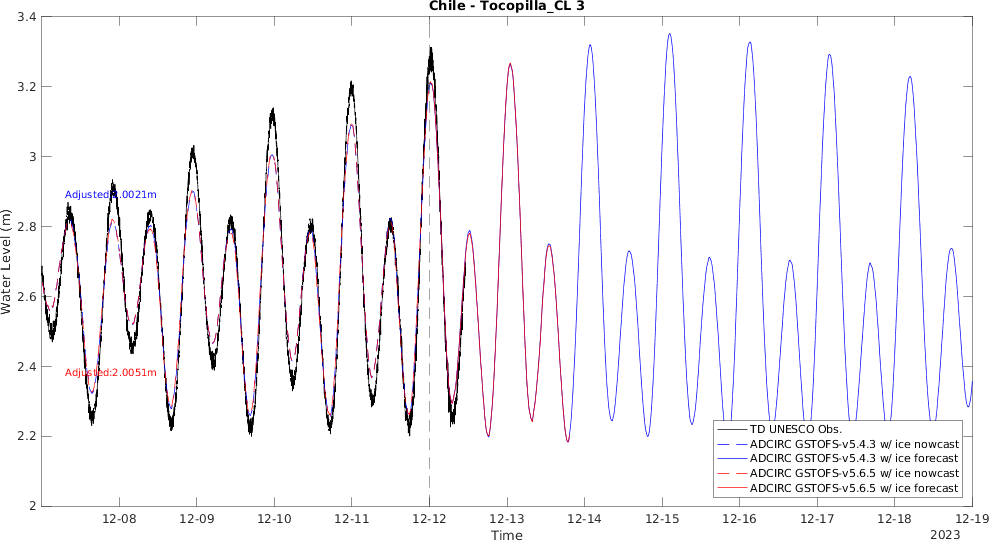 Chile - Tocopilla_CL 3
3.4
3.2
3
2.8
2.6
2.4
2.2
2
Water Level (m)
Adjusted:2.0021m
Adjusted:2.0051m
12-08
12-09
12-10
12-11
12-12
12-13
12-14
12-15
12-16
12-17
12-18
12-19
Time
2023
TD UNESCO Obs.
ADCIRC GSTOFS-v5.4.3 w/ ice nowcast
ADCIRC GSTOFS-v5.4.3 w/ ice forecast
ADCIRC GSTOFS-v5.6.5 w/ ice nowcast
ADCIRC GSTOFS-v5.6.5 w/ ice forecast